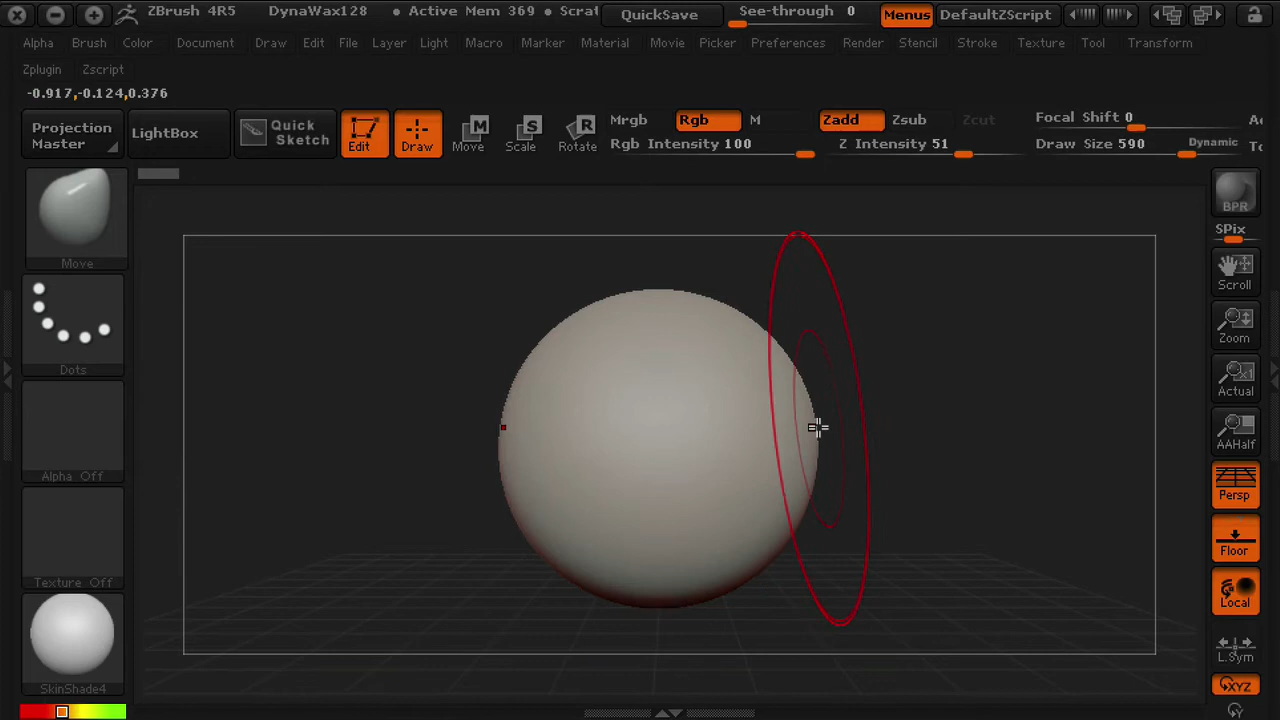 ZBrush 4R5 DynaWax128 • Active Mem 369 • Scrat QuickSave See-through 0 Menus DefaultZScript
Alpha Brush Color Document Draw Edit File Layer Light Macro Marker Material Movie Picker Preferences Render Stencil Stroke Texture Tool Transform
Zplugin Zscript
-0.917,-0.124,0.376
Projection Master
LightBox
Quick Sketch
Edit
Draw
Move
Scale
Rotate
Mrgb Rgb M
Rgb Intensity 100
Zadd Zsub Zcut
Z Intensity 51
Focal Shift 0
Draw Size 590 Dynamic
Ac
To
Move
Dots
Alpha Off
Texture Off
SkinShade4
BPR
SPix
Scroll
Zoom
Actual
AAHalf
Persp
Floor
Local
L.Sym
XYZ